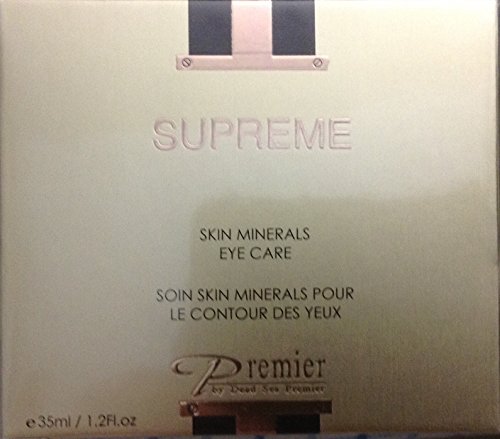 SUPREME
SKIN MINERALS
EYE CARE
SOIN SKIN MINERALS POUR
LE CONTOUR DES YEUX
Premier
by Dead Sea Premier
℮35ml / 1.2Fl.oz